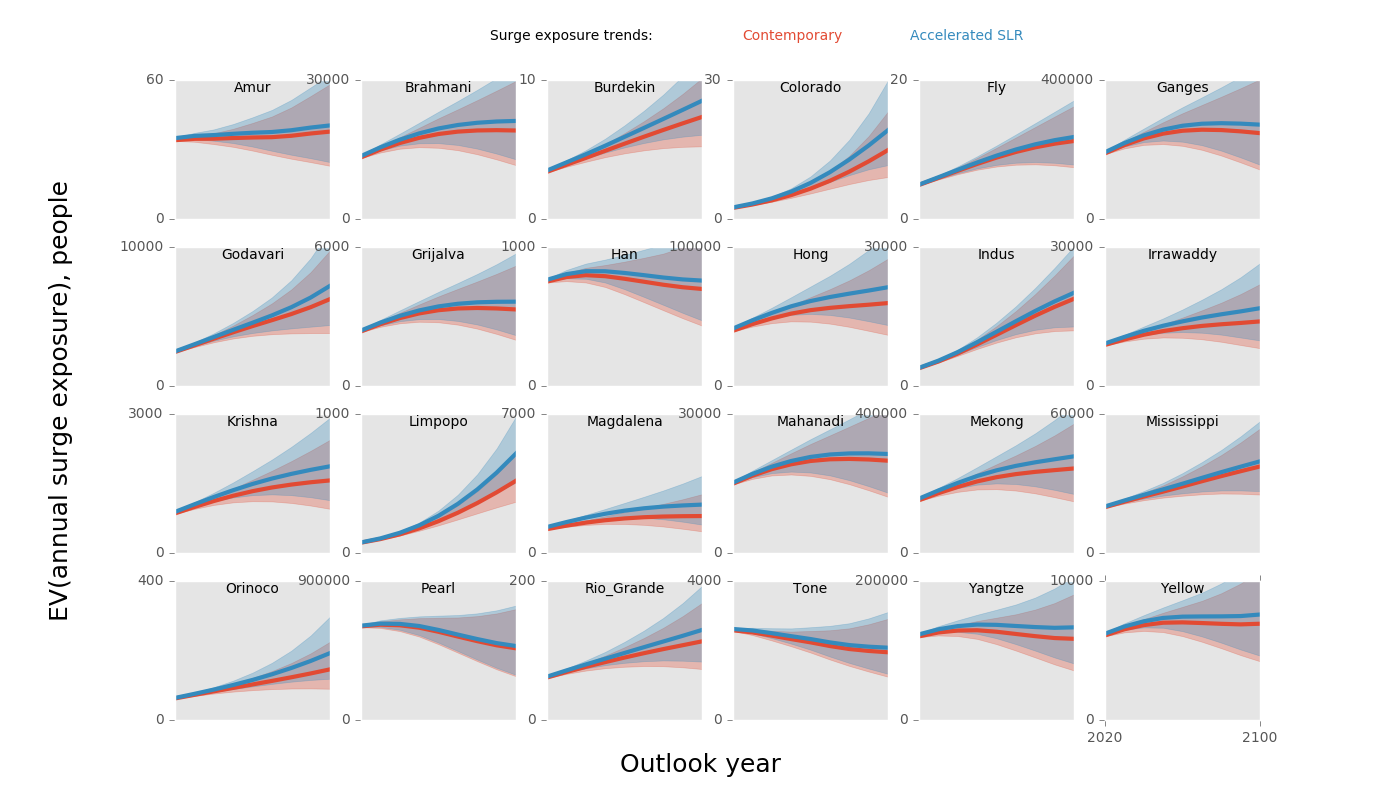 Surge exposure trends: Contemporary Accelerated SLR
60 30000 10 30 20 400000
Amur Brahmani Burdekin Colorado Fly Ganges
0 0 0 0 0 0
10000 6000 1000 100000 30000 30000
Godavari Grijalva Han Hong Indus Irrawaddy
0 0 0 0 0 0
3000 1000 7000 30000 400000 60000
Krishna Limpopo Magdalena Mahanadi Mekong Mississippi
0 0 0 0 0 0
400 900000 200 4000 200000 10000
Orinoco Pearl Rio_Grande Tone Yangtze Yellow
0 0 0 0 0 0
2020 2100
EV(annual surge exposure), people
Outlook year